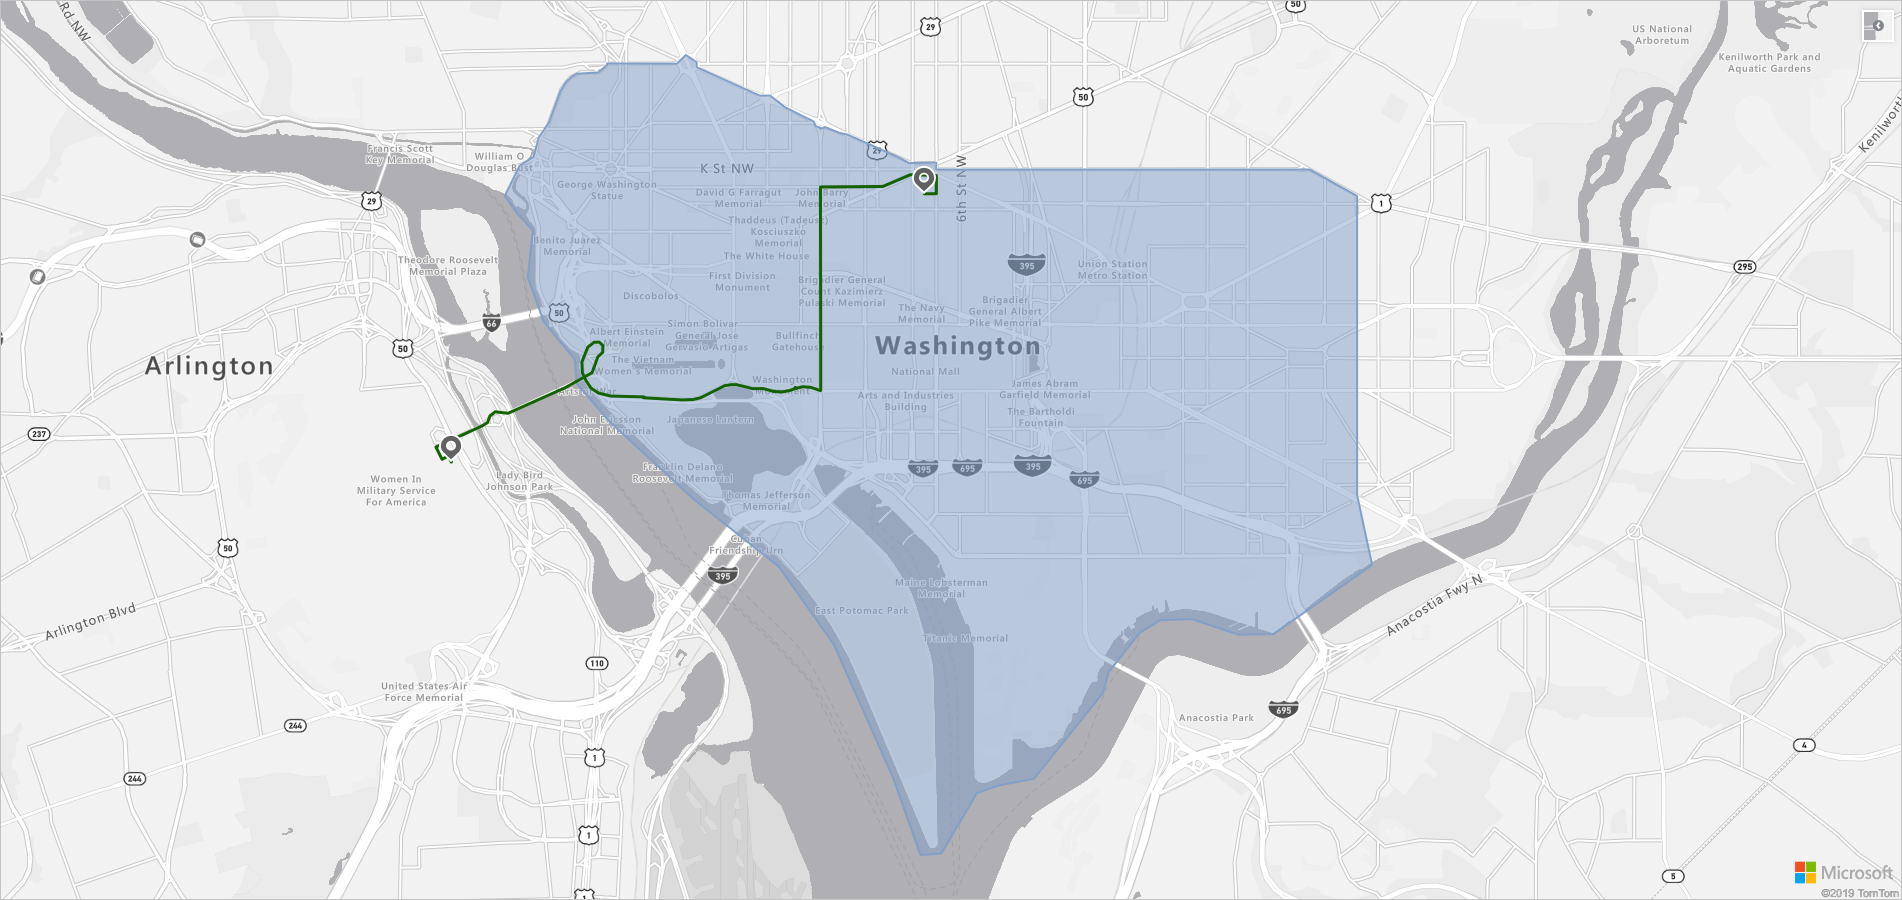 Rd NW
50
29
US National
Arboretum
Kenilworth Park and
Aquatic Gardens
50
Kenilworth
Francis Scott
Key Memorial
William O
Douglas Bust
29
K St NW
George Washington
Statue
David G Farragut
Memorial
John Barry
Memorial
6th St NW
29
1
Thaddeus (Tadeusz)
Kosciuszko
Memorial
Benito Juarez
Memorial
The White House
Theodore Roosevelt
Memorial Plaza
First Division
Monument
Brigadier General
Count Kazimierz
Pulaski Memorial
395
Union Station
Metro Station
295
Discobolos
The Navy
Memorial
Brigadier
General Albert
Pike Memorial
50
66
Albert Einstein
Memorial
Simon Bolivar
General Jose
Gervasio Artigas
Bullfinch
Gatehouse
Washington
50
Arlington
The Vietnam
Women's Memorial
National Mall
Washington
Monument
James Abram
Garfield Memorial
Arts of War
Arts and Industries
Building
The Bartholdi
Fountain
John Ericsson
National Memorial
Japanese Lantern
237
395
695
395
695
Franklin Delano
Roosevelt Memorial
Lady Bird
Johnson Park
Women In
Military Service
For America
Thomas Jefferson
Memorial
50
Cuban
Friendship Urn
395
Maine Lobsterman
Memorial
East Potomac Park
Titanic Memorial
Anacostia Fwy N
Arlington Blvd
110
United States Air
Force Memorial
244
695
Anacostia Park
4
1
244
1
5
1
Microsoft
©2019 TomTom